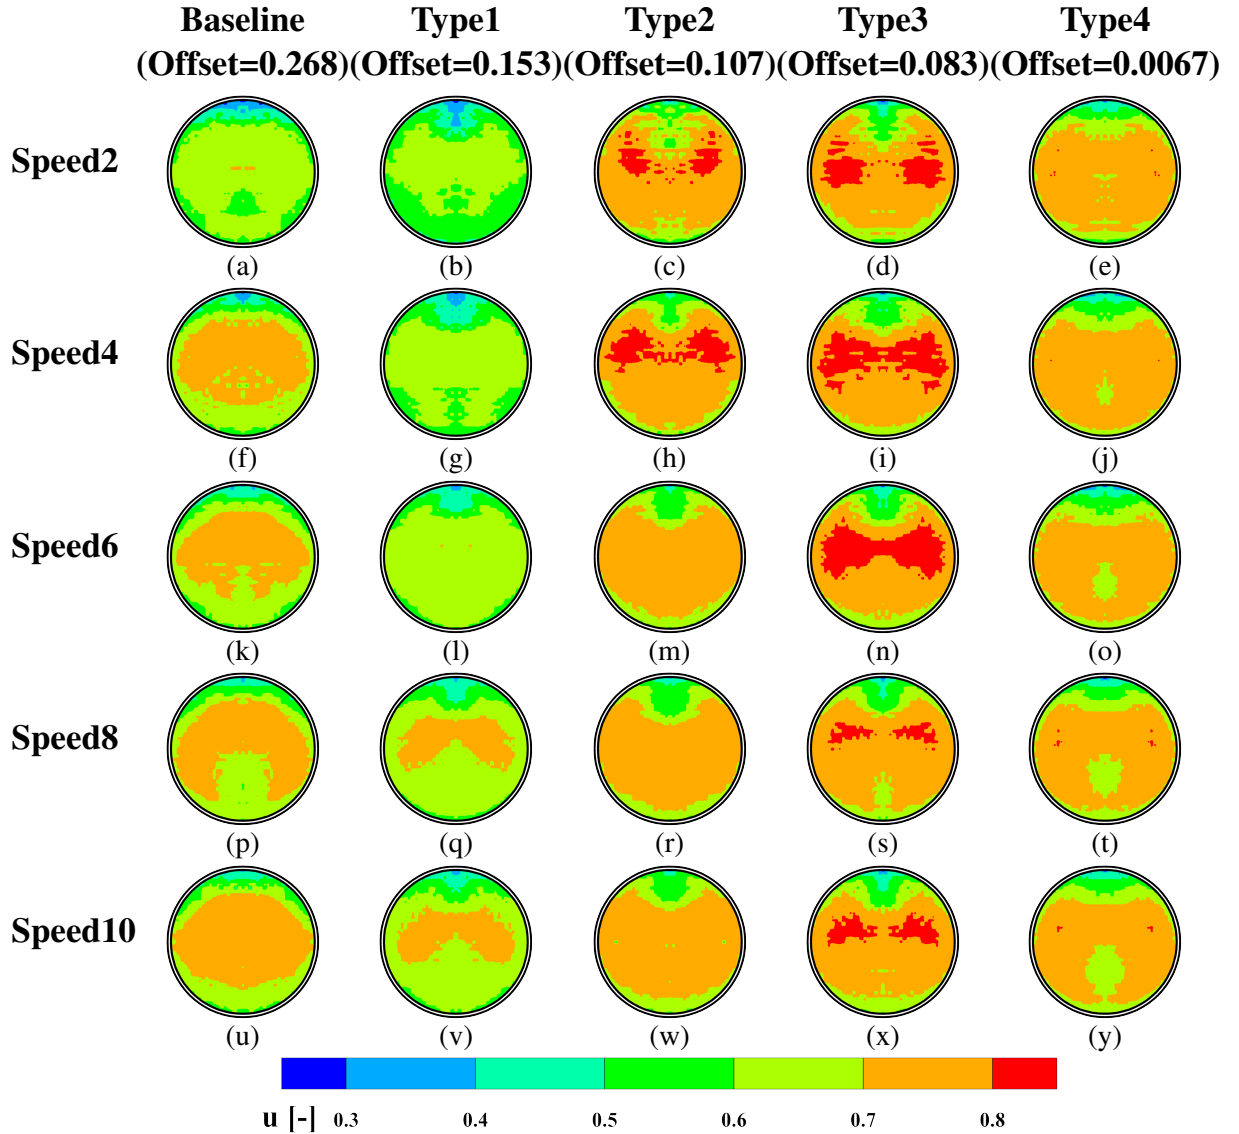 Baseline Type1 Type2 Type3 Type4
(Offset=0.268)(Offset=0.153)(Offset=0.107)(Offset=0.083)(Offset=0.0067)
Speed2
(a) (b) (c) (d) (e)
Speed4
(f) (g) (h) (i) (j)
Speed6
(k) (l) (m) (n) (o)
Speed8
(p) (q) (r) (s) (t)
Speed10
(u) (v) (w) (x) (y)
u [-] 0.3 0.4 0.5 0.6 0.7 0.8